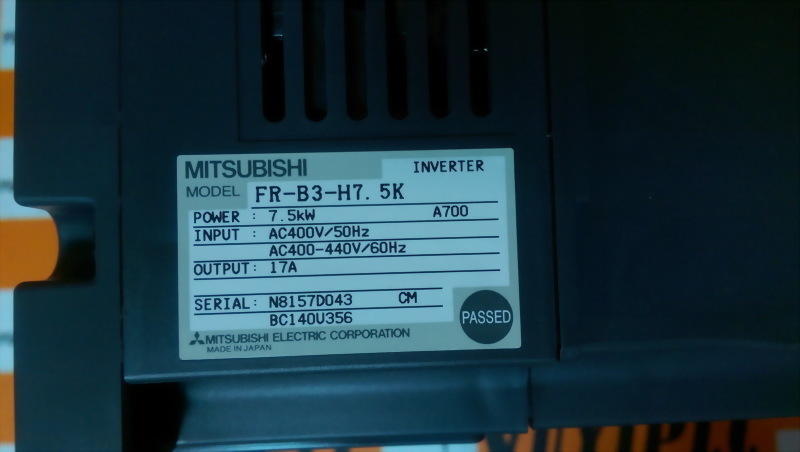 MITSUBISHI INVERTER
MODEL FR-B3-H7.5K
POWER : 7.5kW A700
INPUT : AC400V/50Hz
AC400-440V/60Hz
OUTPUT: 17A
SERIAL: N8157D043 CM
BC140U356
PASSED
MITSUBISHI ELECTRIC CORPORATION
MADE IN JAPAN